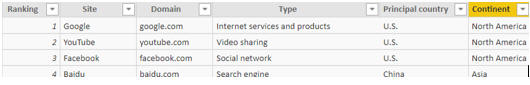 Ranking Site Domain Type Principal country Continent
1 Google google.com Internet services and products U.S. North America
2 YouTube youtube.com Video sharing U.S. North America
3 Facebook facebook.com Social network U.S. North America
4 Baidu baidu.com Search engine China Asia